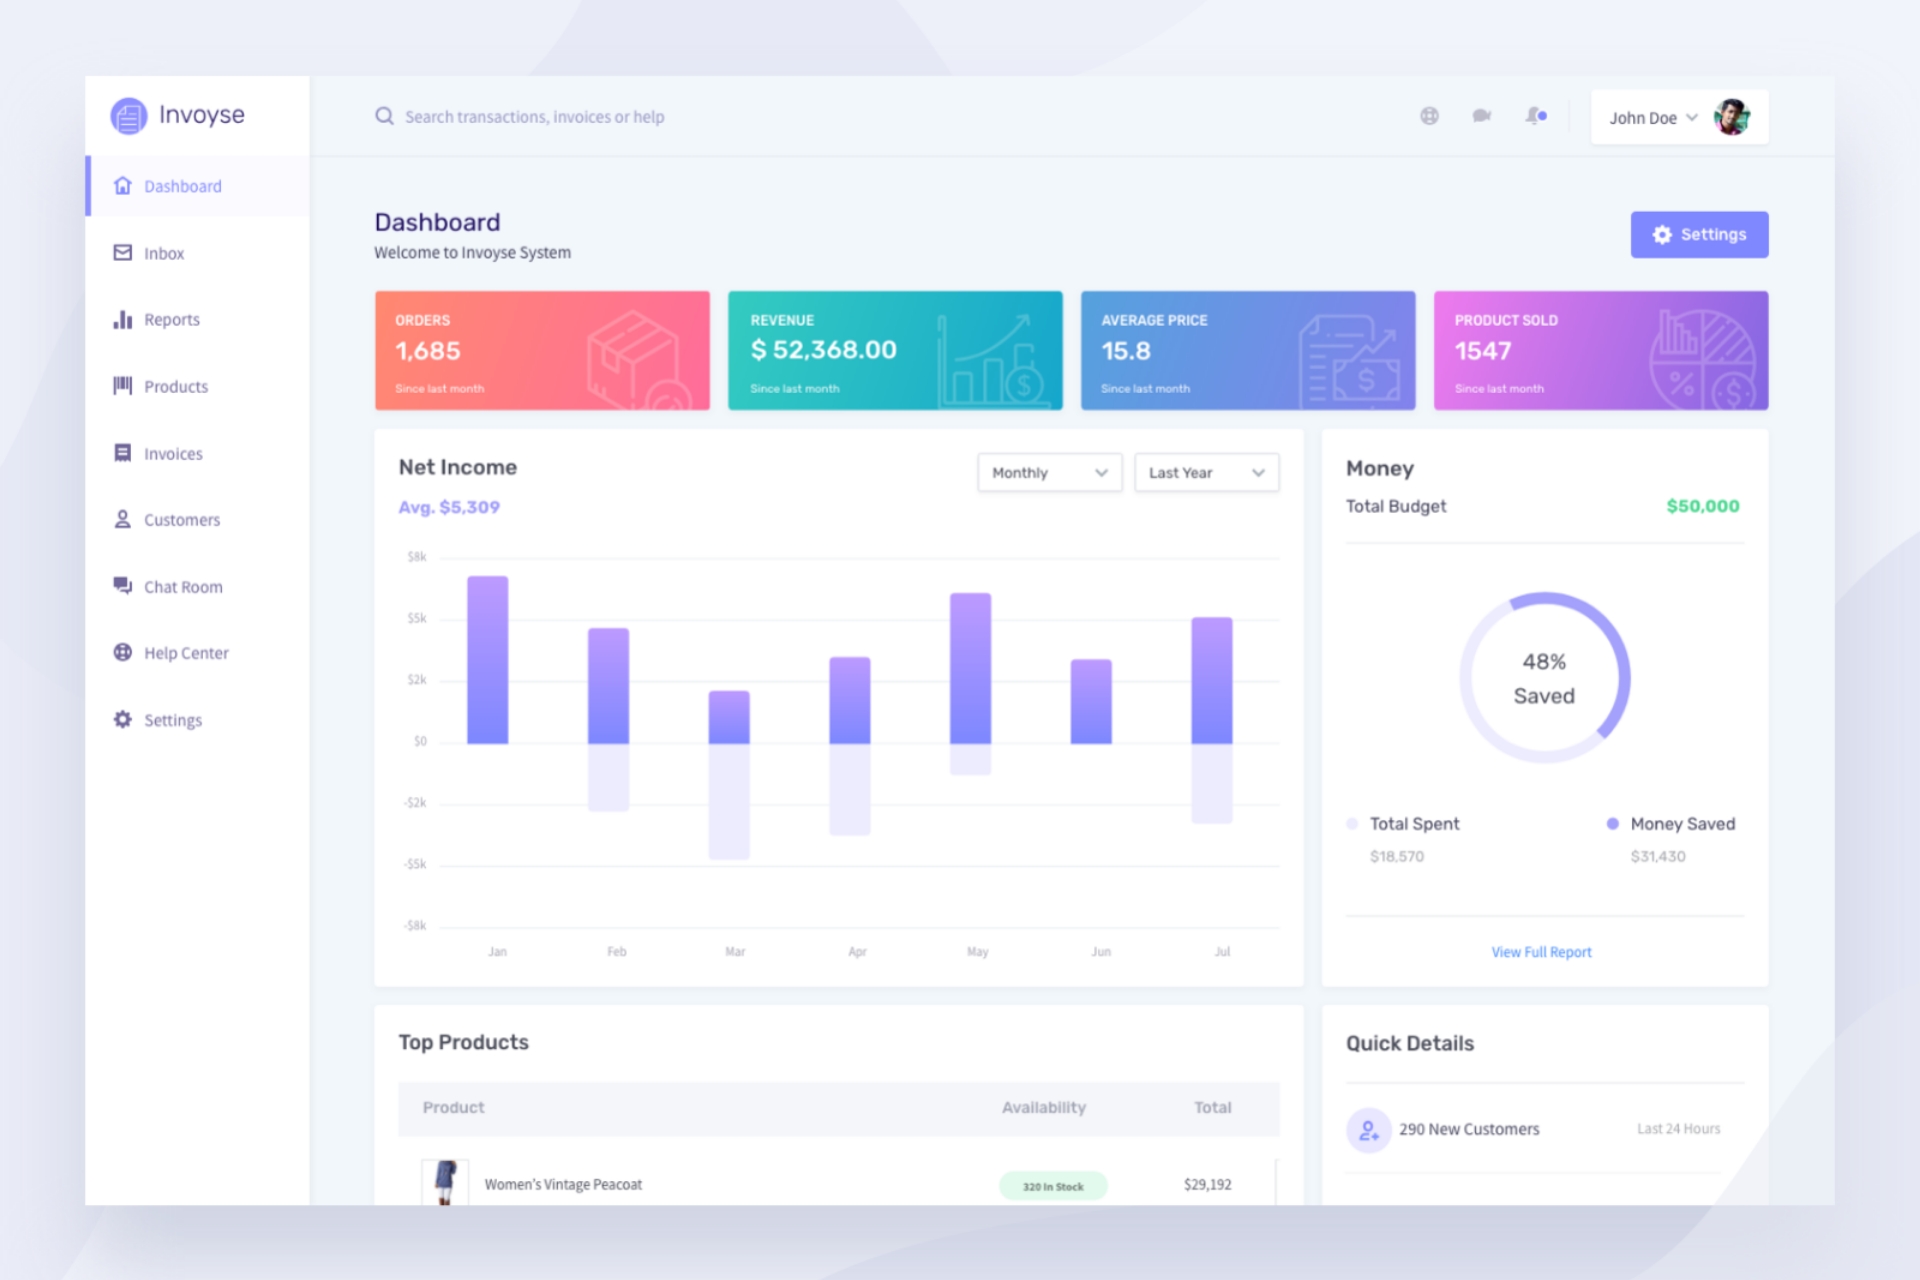 Invoyse
Search transactions, invoices or help
John Doe
Dashboard
Inbox
Reports
Products
Invoices
Customers
Chat Room
Help Center
Settings
Dashboard
Welcome to Invoyse System
Settings
ORDERS
1,685
Since last month
REVENUE
$ 52,368.00
Since last month
AVERAGE PRICE
15.8
Since last month
PRODUCT SOLD
1547
Since last month
Net Income
Avg. $5,309
Monthly
Last Year
$8k
$5k
$2k
$0
-$2k
-$5k
-$8k
Jan Feb Mar Apr May Jun Jul
Money
Total Budget $50,000
48%
Saved
Total Spent
$18,570
Money Saved
$31,430
View Full Report
Top Products
Product Availability Total
Women's Vintage Peacoat 320 In Stock $29,192
Quick Details
290 New Customers Last 24 Hours